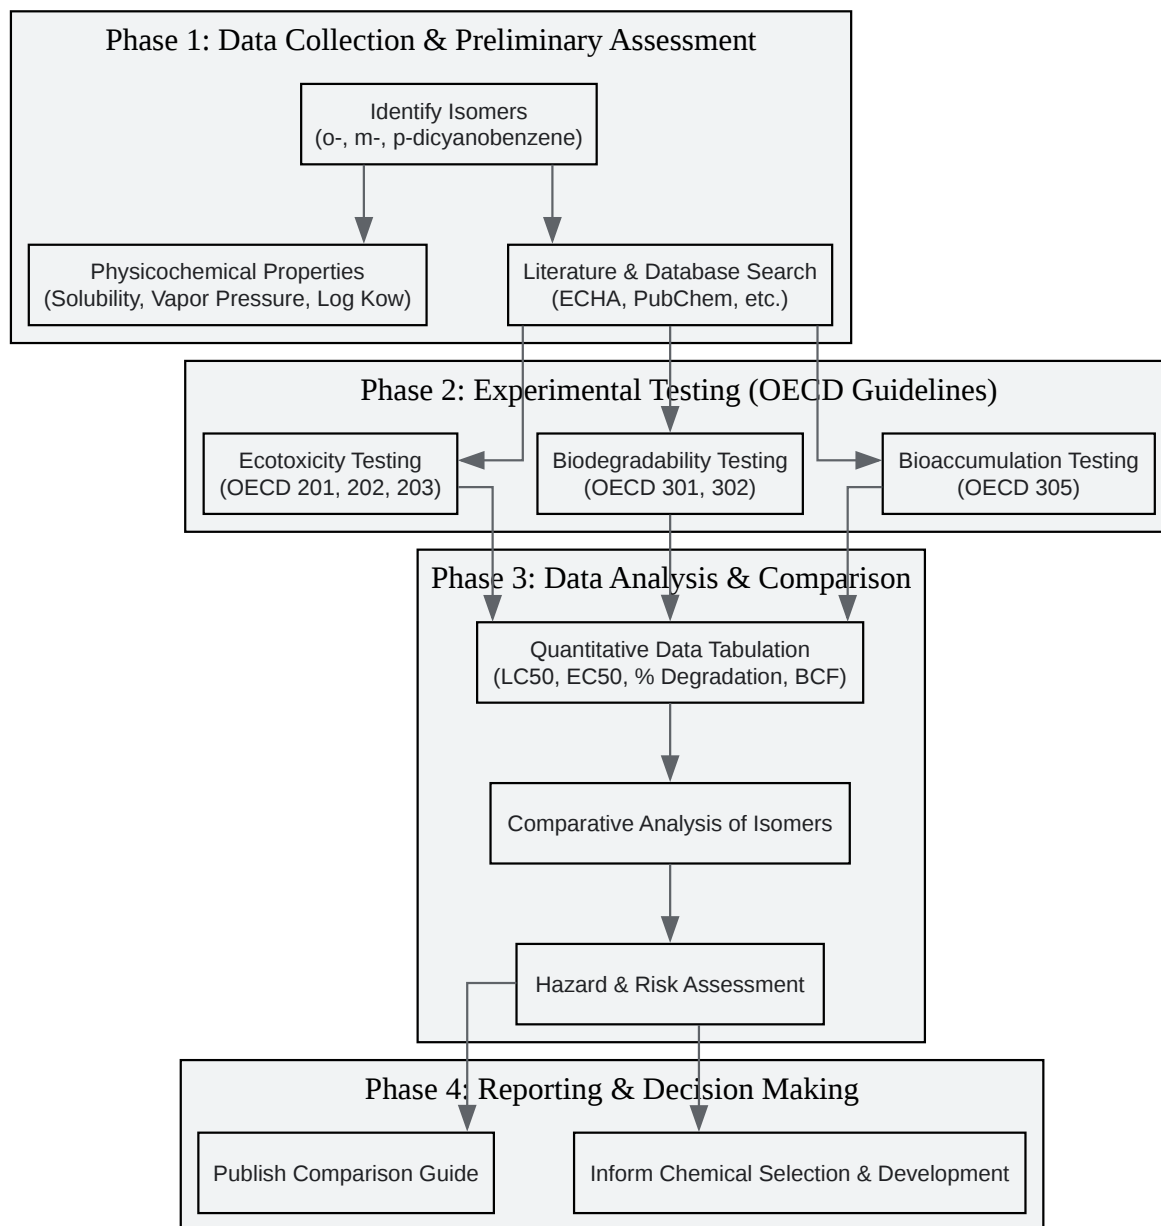 Phase 1: Data Collection & Preliminary Assessment
Identify Isomers
(o-, m-, p-dicyanobenzene)
Physicochemical Properties
(Solubility, Vapor Pressure, Log Kow)
Literature & Database Search
(ECHA, PubChem, etc.)
Phase 2: Experimental Testing (OECD Guidelines)
Ecotoxicity Testing
(OECD 201, 202, 203)
Biodegradability Testing
(OECD 301, 302)
Bioaccumulation Testing
(OECD 305)
Phase 3: Data Analysis & Comparison
Quantitative Data Tabulation
(LC50, EC50, % Degradation, BCF)
Comparative Analysis of Isomers
Hazard & Risk Assessment
Phase 4: Reporting & Decision Making
Publish Comparison Guide
Inform Chemical Selection & Development